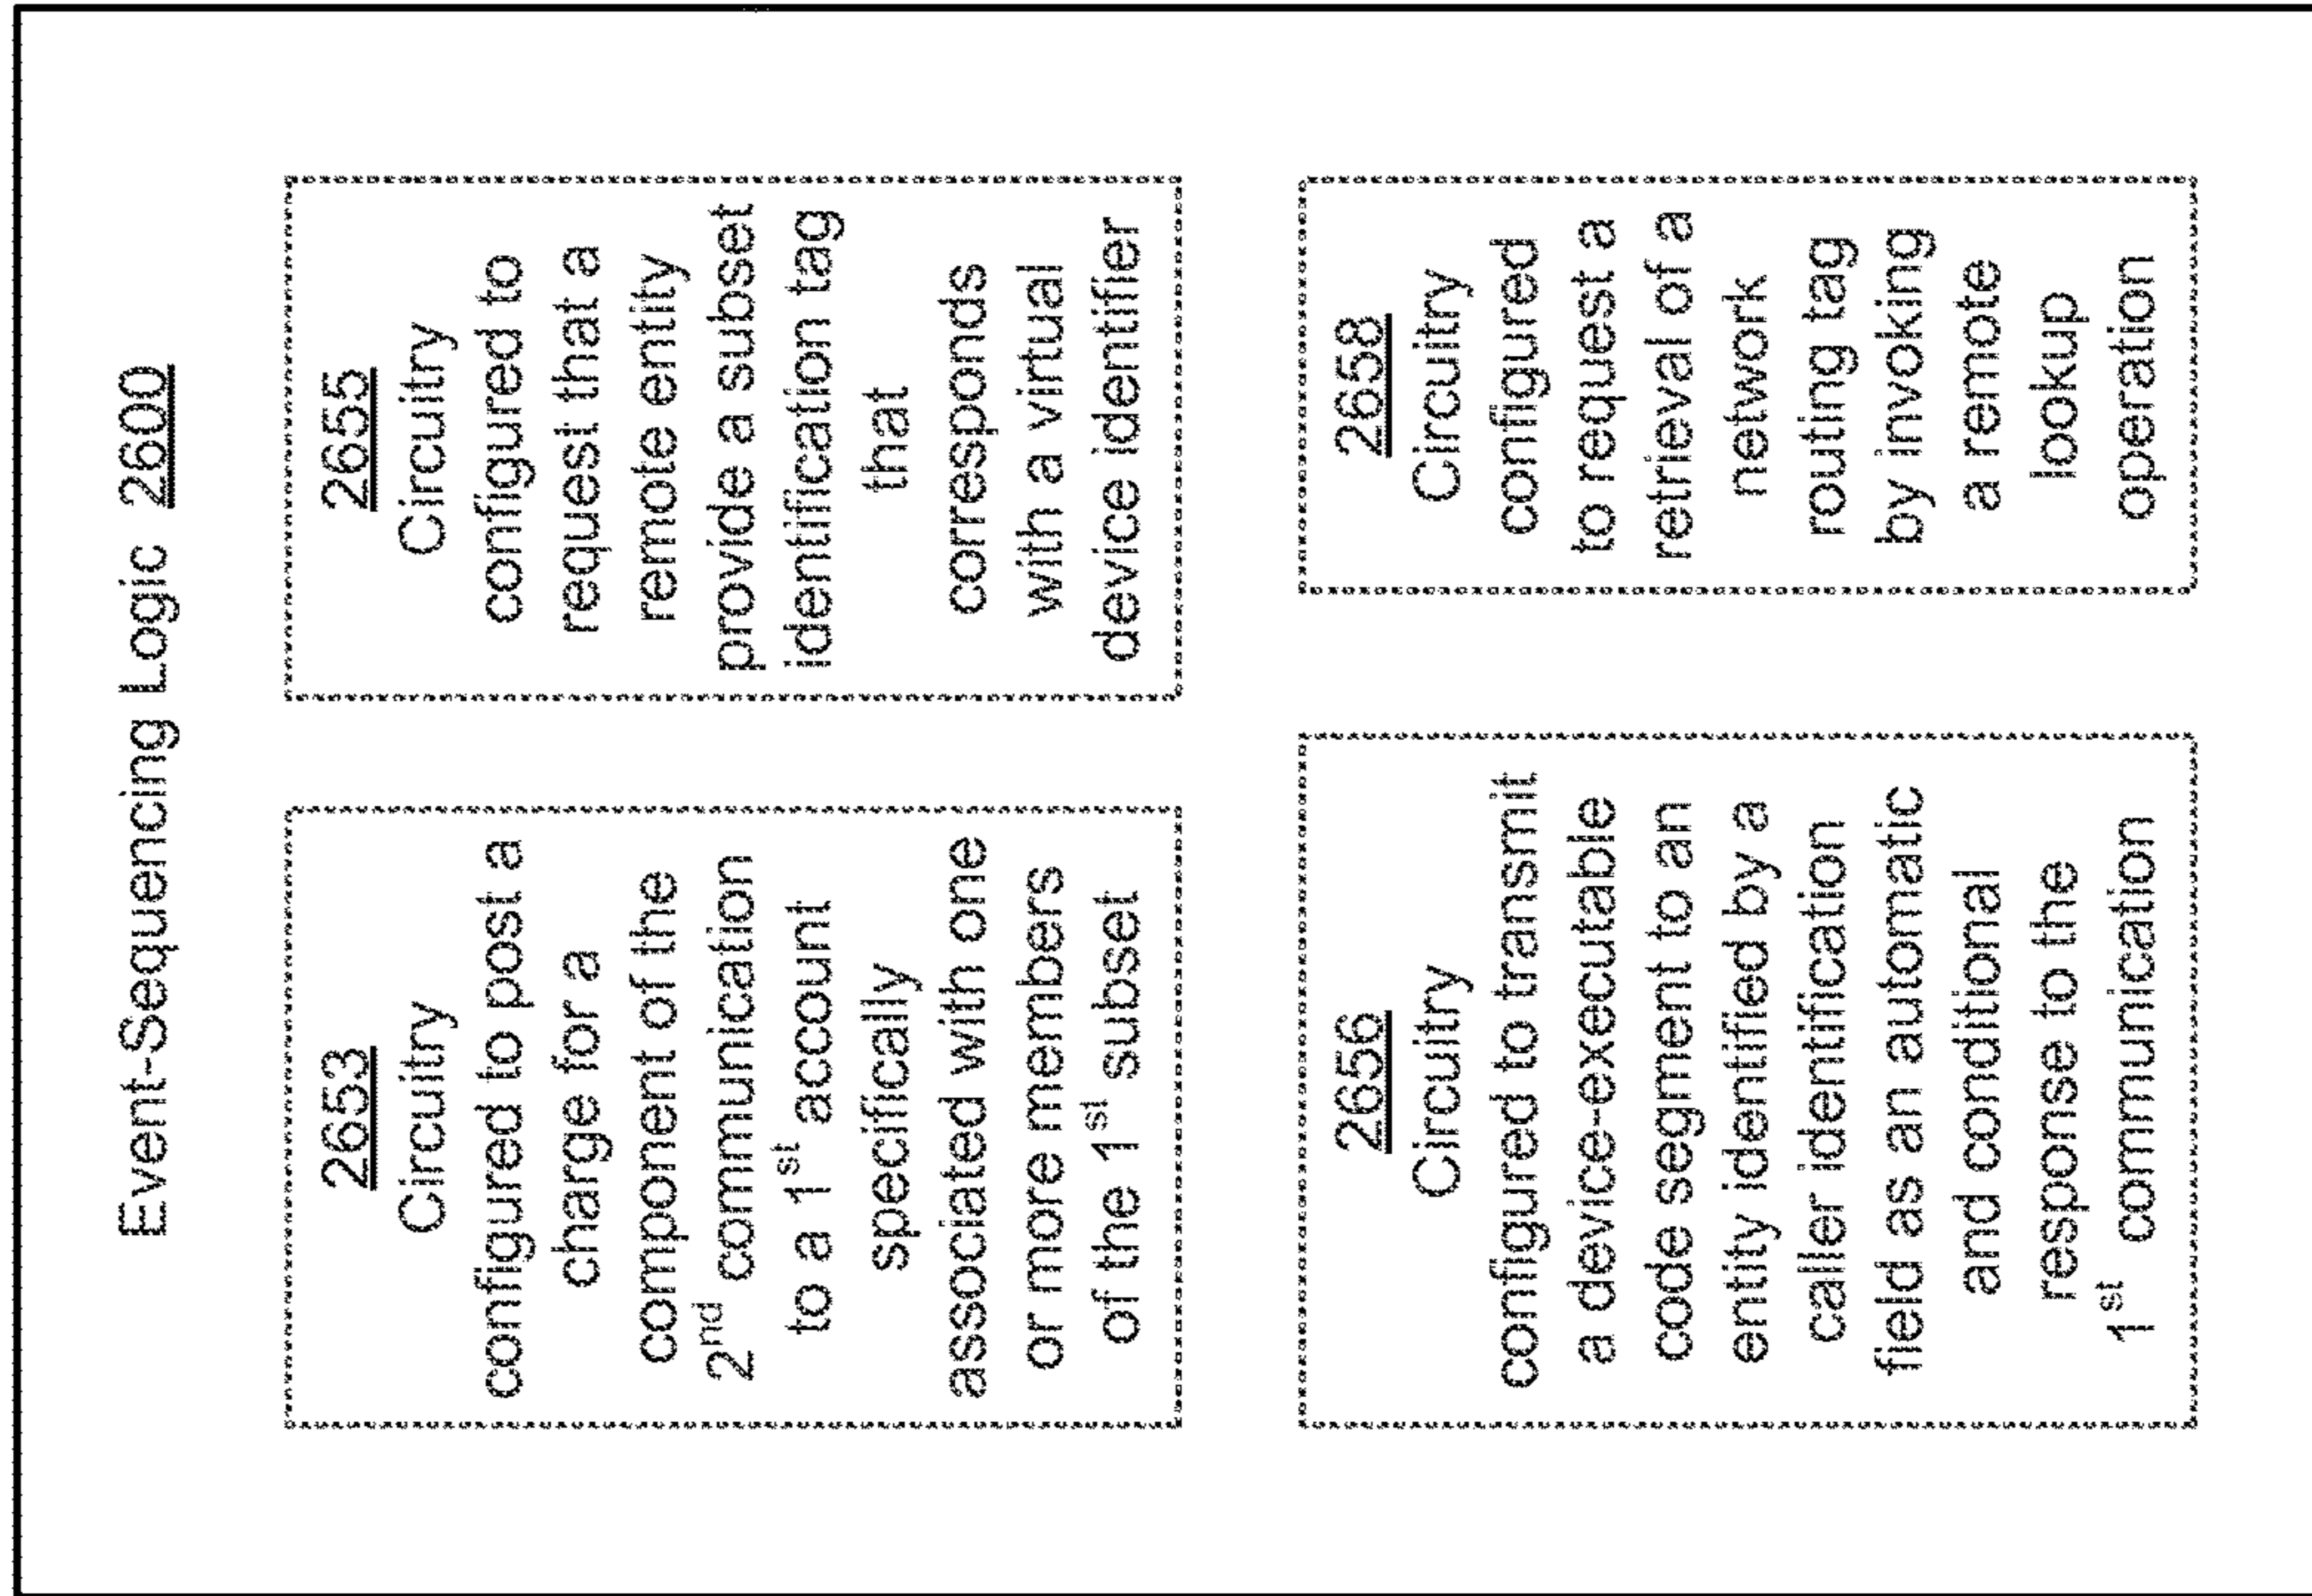 Event-Sequencing Logic 2600
2653
Circuitry
configured to post a
charge for a
component of the
2nd communication
to a 1st account
specifically
associated with one
or more members
of the 1st subset
2655
Circuitry
configured to
request that a
remote entity
provide a subset
identification tag
that
corresponds
with a virtual
device identifier
2656
Circuitry
configured to transmit
a device-executable
code segment to an
entity identified by a
caller identification
field as an automatic
and conditional
response to the
1st communication
2658
Circuitry
configured
to request a
retrieval of a
network
routing tag
by invoking
a remote
lookup
operation